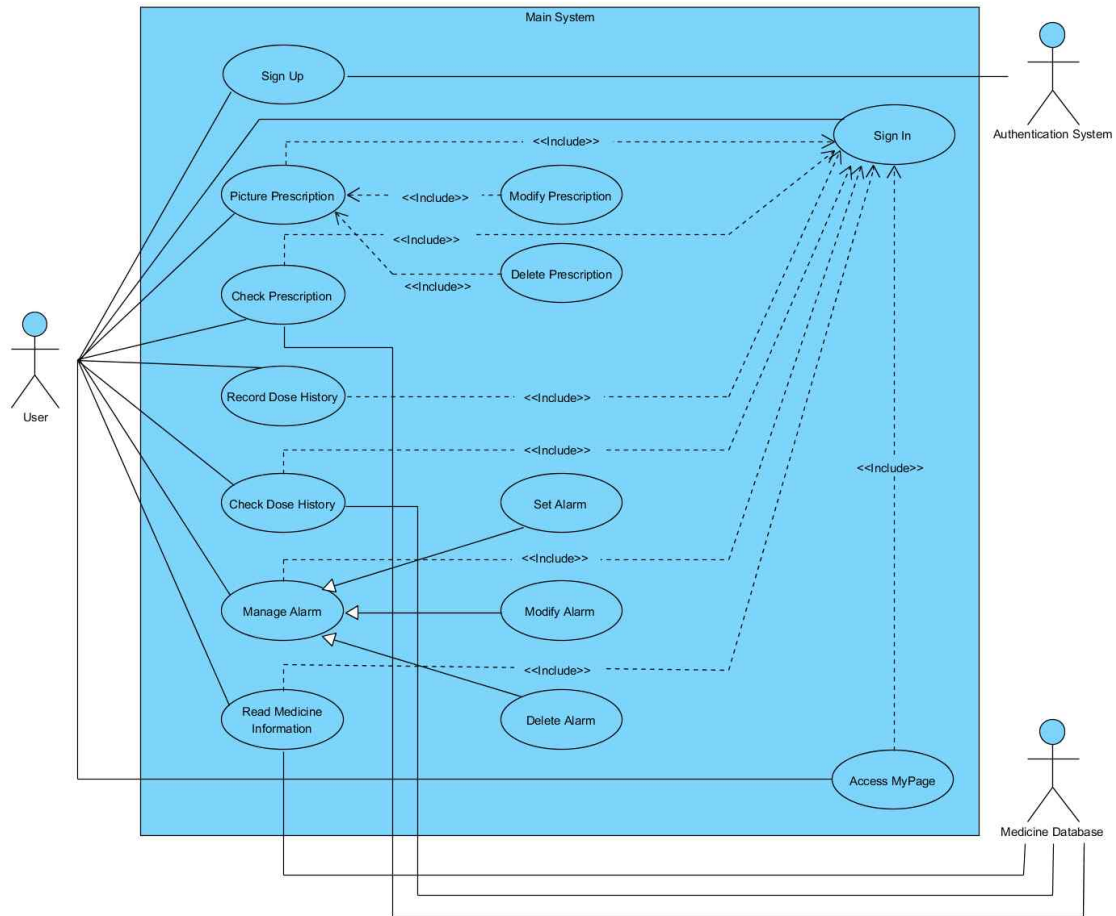 Main System
Sign Up
Authentication System
Sign In
<<Include>>
Picture Prescription
<<Include>>
Modify Prescription
<<Include>>
Delete Prescription
<<Include>>
Check Prescription
User
Record Dose History
<<Include>>
<<Include>>
<<Include>>
Check Dose History
Set Alarm
<<Include>>
Manage Alarm
Modify Alarm
<<Include>>
Read Medicine
Information
Delete Alarm
Access MyPage
Medicine Database